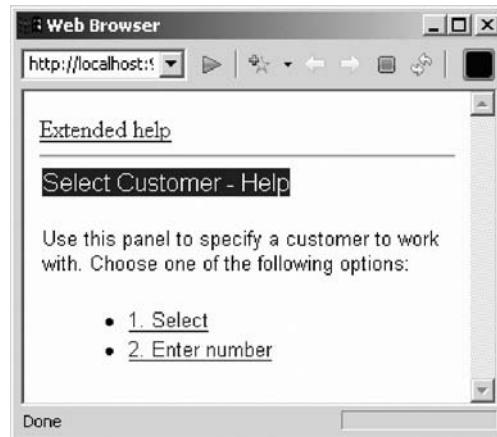 Web Browser
http://localhost:9
Extended help
Select Customer - Help
Use this panel to specify a customer to work
with. Choose one of the following options:
• 1. Select
• 2. Enter number
Done